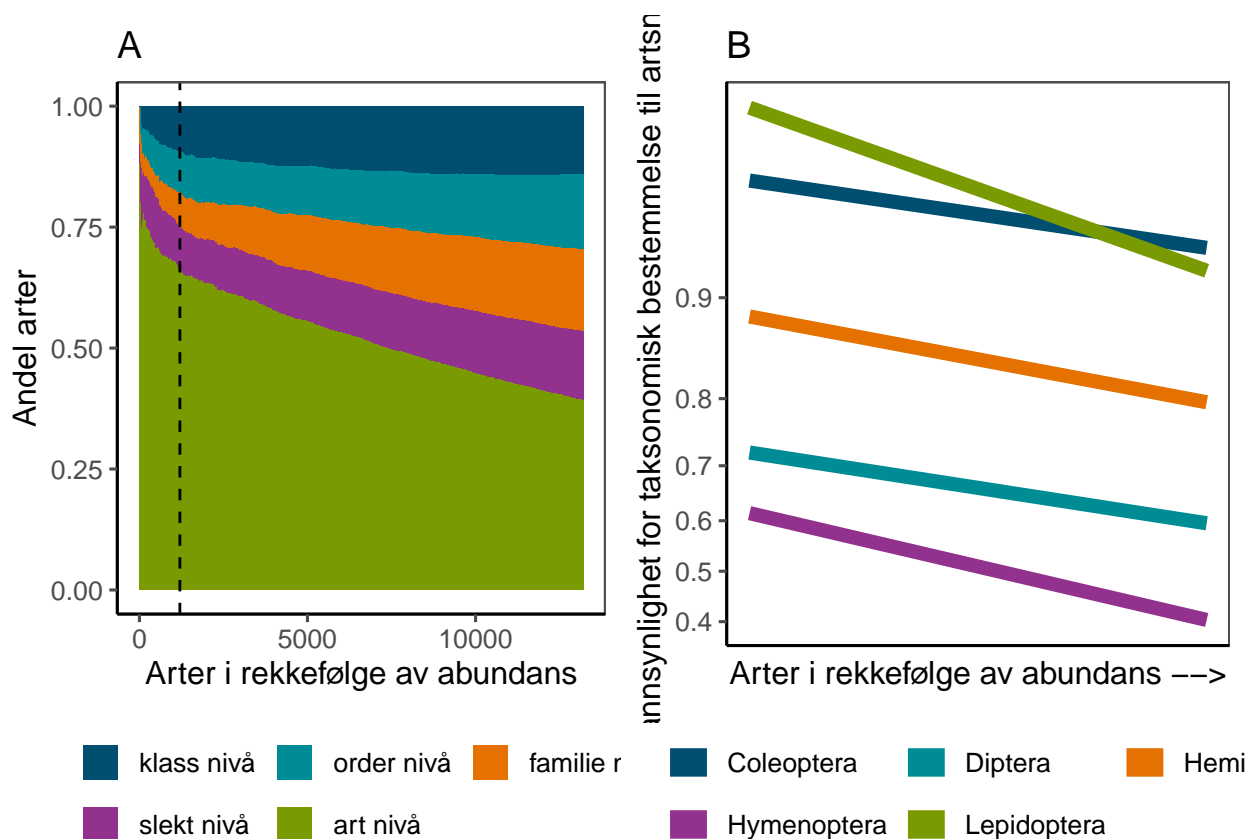 A
1.00
0.75
0.50
0.25
0.00
Andel arter
0
5000
10000
Arter i rekkefølge av abundans
klass nivå
order nivå
familie
slekt nivå
art nivå
B
0.9
0.8
0.7
0.6
0.5
0.4
annsynlighet for taksonomisk bestemmelse til artsn
Arter i rekkefølge av abundans -->
Coleoptera
Diptera
Hemi
Hymenoptera
Lepidoptera